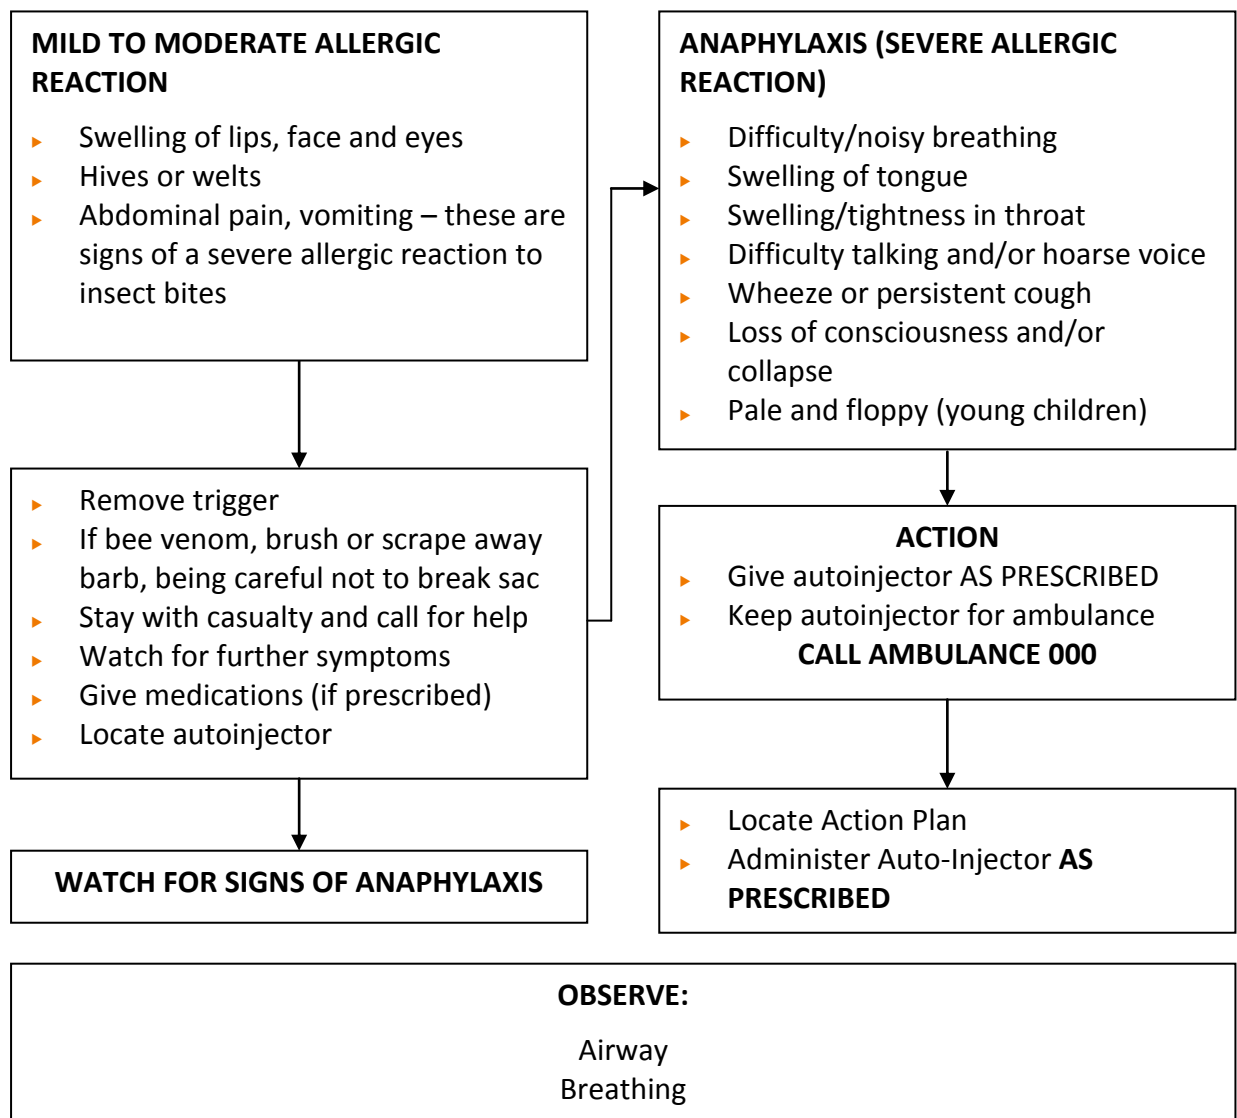 MILD TO MODERATE ALLERGIC
REACTION
Swelling of lips, face and eyes
Hives or welts
Abdominal pain, vomiting – these are
signs of a severe allergic reaction to
insect bites
Remove trigger
If bee venom, brush or scrape away
barb, being careful not to break sac
Stay with casualty and call for help
Watch for further symptoms
Give medications (if prescribed)
Locate autoinjector
WATCH FOR SIGNS OF ANAPHYLAXIS
ANAPHYLAXIS (SEVERE ALLERGIC
REACTION)
Difficulty/noisy breathing
Swelling of tongue
Swelling/tightness in throat
Difficulty talking and/or hoarse voice
Wheeze or persistent cough
Loss of consciousness and/or
collapse
Pale and floppy (young children)
ACTION
Give autoinjector AS PRESCRIBED
Keep autoinjector for ambulance
CALL AMBULANCE 000
Locate Action Plan
Administer Auto-Injector AS
PRESCRIBED
OBSERVE:
Airway
Breathing